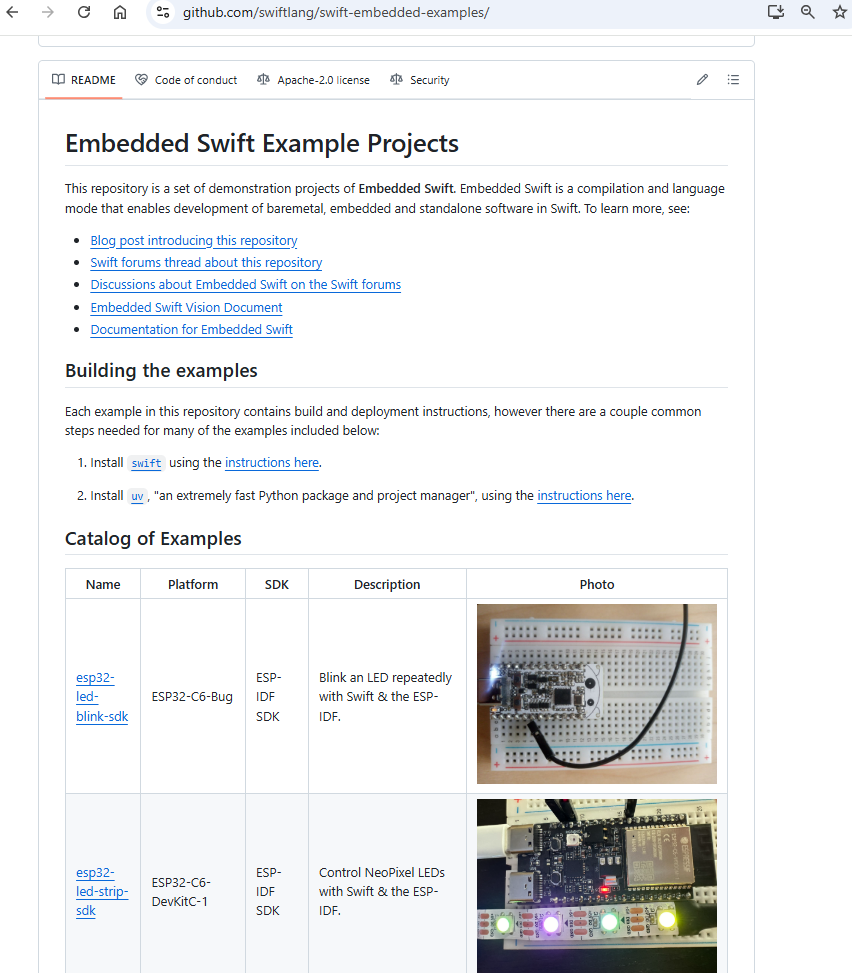 github.com/swiftlang/swift-embedded-examples/
README
Code of conduct
Apache-2.0 license
Security
Embedded Swift Example Projects
This repository is a set of demonstration projects of Embedded Swift. Embedded Swift is a compilation and language
mode that enables development of baremetal, embedded and standalone software in Swift. To learn more, see:
Blog post introducing this repository
Swift forums thread about this repository
Discussions about Embedded Swift on the Swift forums
Embedded Swift Vision Document
Documentation for Embedded Swift
Building the examples
Each example in this repository contains build and deployment instructions, however there are a couple common
steps needed for many of the examples included below:
1. Install swift using the instructions here.
2. Install uv, "an extremely fast Python package and project manager", using the instructions here.
Catalog of Examples
Name Platform SDK Description Photo
esp32-
led-
blink-sdk
ESP32-C6-Bug
ESP-
IDF
SDK
Blink an LED repeatedly
with Swift & the ESP-
IDF.
esp32-
led-strip-
sdk
ESP32-C6-
DevKitC-1
ESP-
IDF
SDK
Control NeoPixel LEDs
with Swift & the ESP-
IDF.